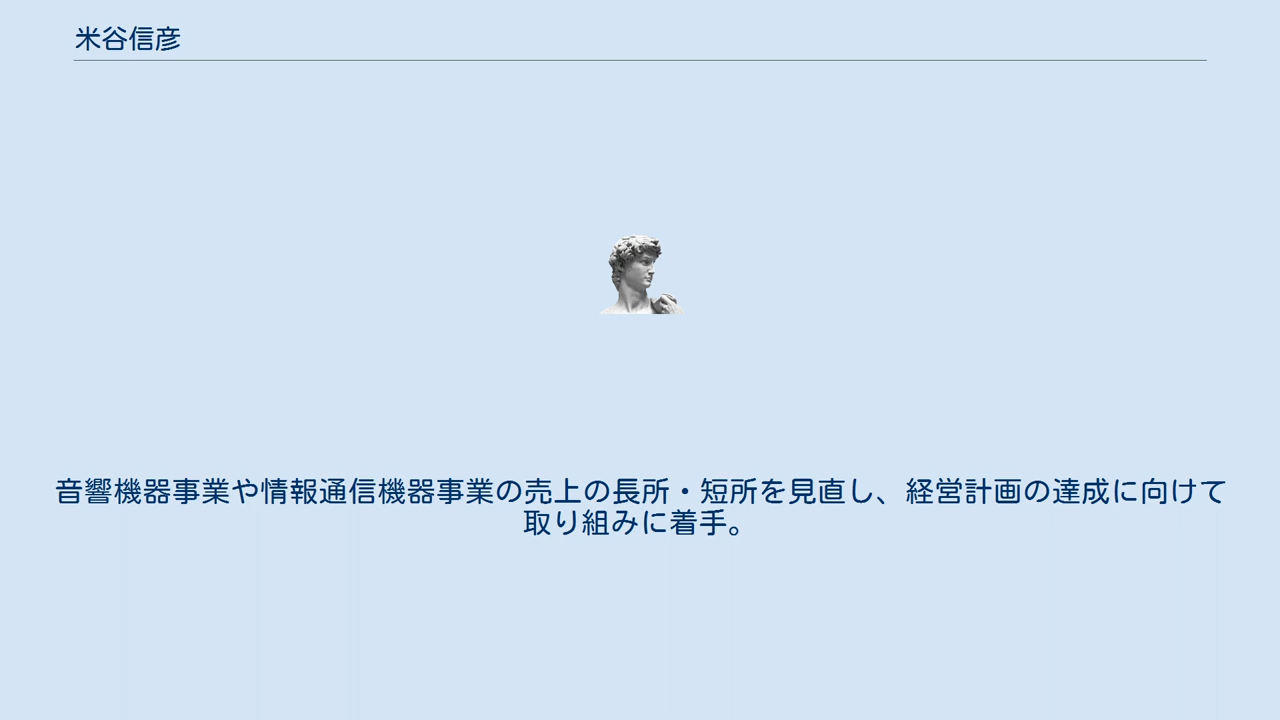 米谷信彦
音響機器事業や情報通信機器事業の売上の長所・短所を見直し、経営計画の達成に向けて
取り組みに着手。